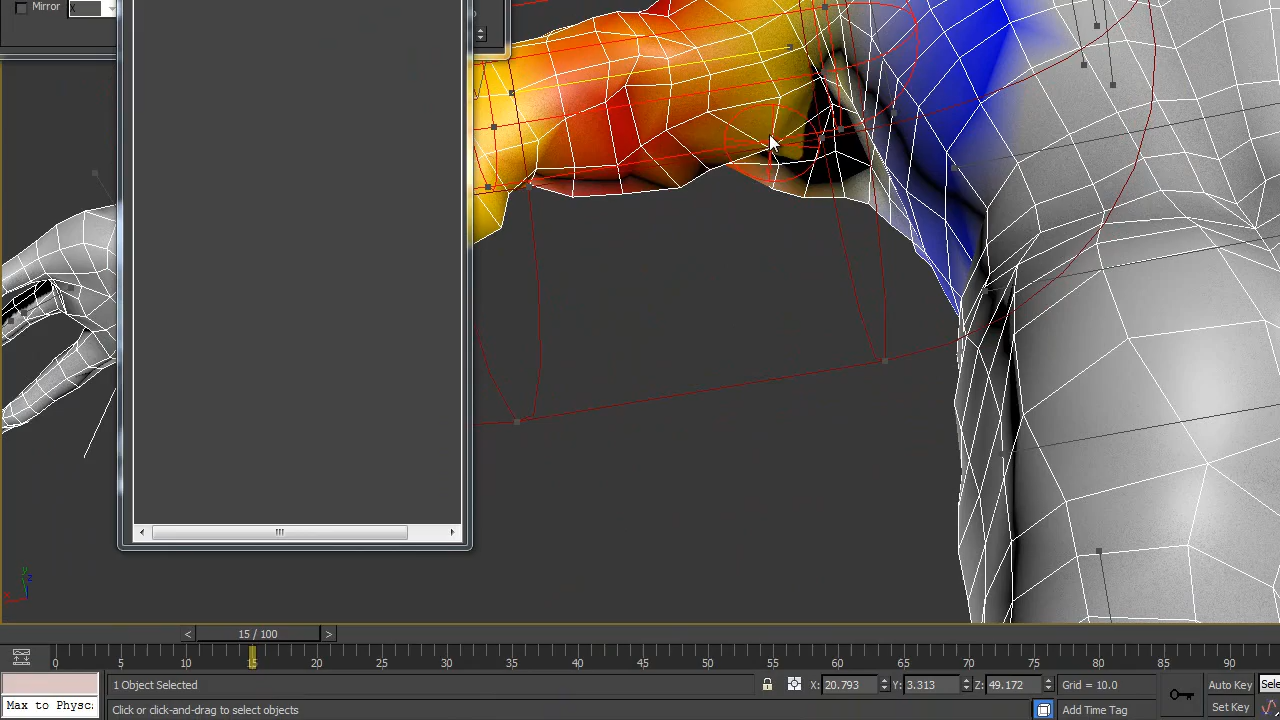 Mirror X
< 15 / 100 >
0 5 10 15 20 25 30 35 40 45 50 55 60 65 70 75 80 85 90
1 Object Selected X: 20.793 Y: 3.313 Z: 49.172 Grid = 10.0 Auto Key Sele
Max to Physc Click or click-and-drag to select objects Add Time Tag Set Key
x y z